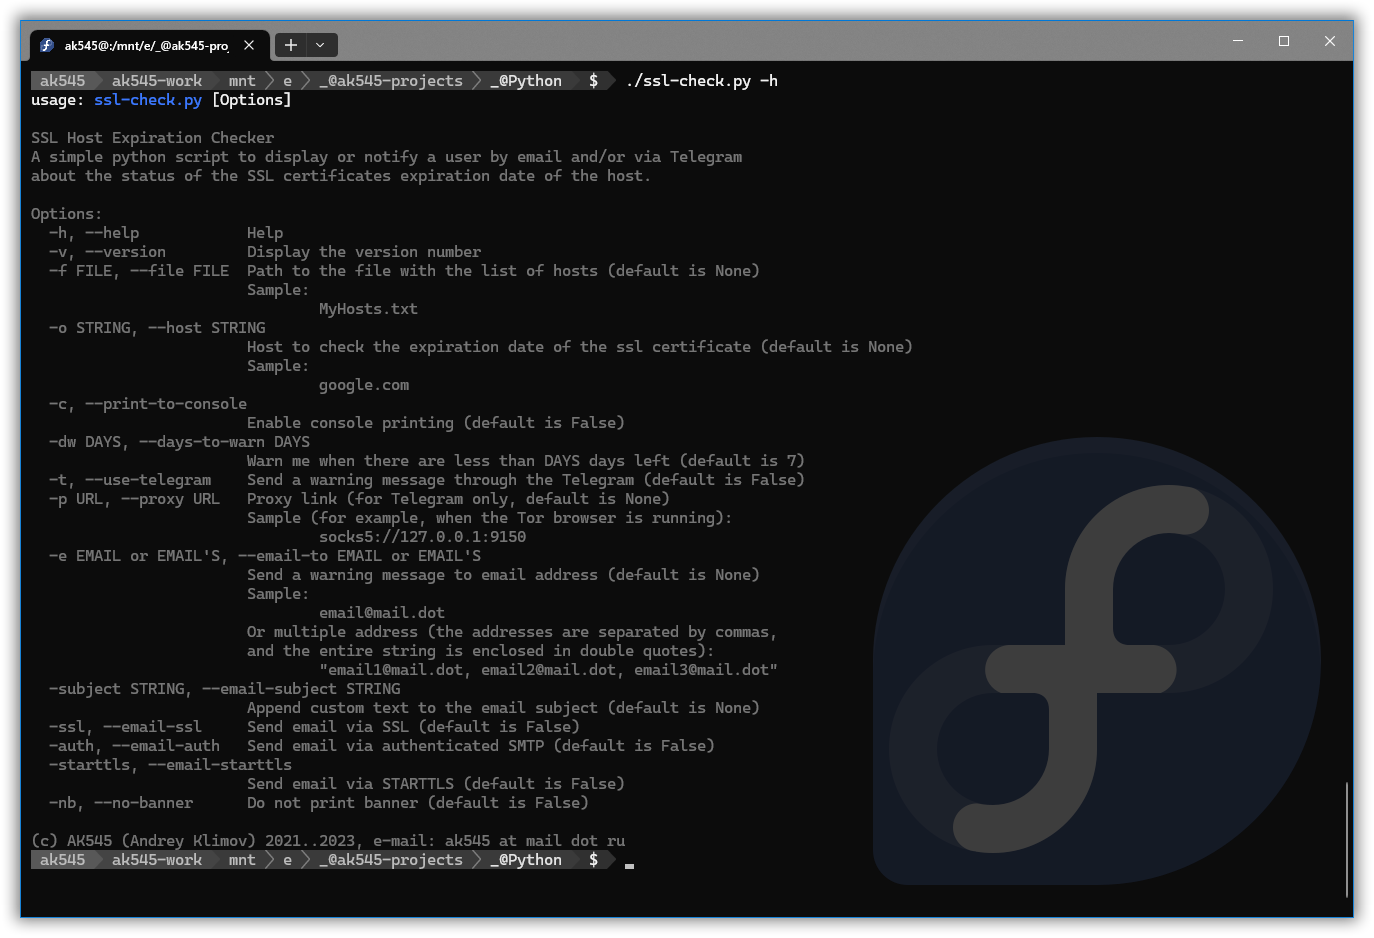 ak545@:/mnt/e/_@ak545-pro
ak545 ak545-work mnt e _@ak545-projects _@Python $ ./ssl-check.py -h
usage: ssl-check.py [Options]
SSL Host Expiration Checker
A simple python script to display or notify a user by email and/or via Telegram
about the status of the SSL certificates expiration date of the host.
Options:
-h, --help Help
-v, --version Display the version number
-f FILE, --file FILE Path to the file with the list of hosts (default is None)
Sample:
MyHosts.txt
-o STRING, --host STRING
Host to check the expiration date of the ssl certificate (default is None)
Sample:
google.com
-c, --print-to-console
Enable console printing (default is False)
-dw DAYS, --days-to-warn DAYS
Warn me when there are less than DAYS days left (default is 7)
-t, --use-telegram Send a warning message through the Telegram (default is False)
-p URL, --proxy URL Proxy link (for Telegram only, default is None)
Sample (for example, when the Tor browser is running):
socks5://127.0.0.1:9150
-e EMAIL or EMAIL'S, --email-to EMAIL or EMAIL'S
Send a warning message to email address (default is None)
Sample:
email@mail.dot
Or multiple address (the addresses are separated by commas,
and the entire string is enclosed in double quotes):
"email1@mail.dot, email2@mail.dot, email3@mail.dot"
-subject STRING, --email-subject STRING
Append custom text to the email subject (default is None)
-ssl, --email-ssl Send email via SSL (default is False)
-auth, --email-auth Send email via authenticated SMTP (default is False)
-starttls, --email-starttls
Send email via STARTTLS (default is False)
-nb, --no-banner Do not print banner (default is False)
(c) AK545 (Andrey Klimov) 2021..2023, e-mail: ak545 at mail dot ru
ak545 ak545-work mnt e _@ak545-projects _@Python $